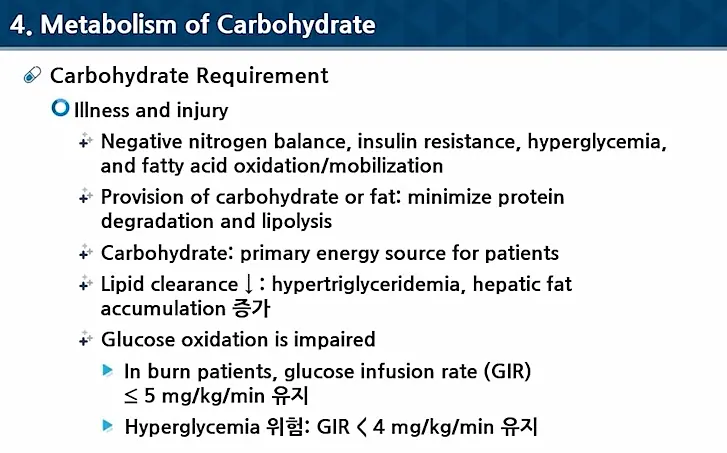 4. Metabolism of Carbohydrate
Carbohydrate Requirement
Illness and injury
Negative nitrogen balance, insulin resistance, hyperglycemia,
and fatty acid oxidation/mobilization
Provision of carbohydrate or fat: minimize protein
degradation and lipolysis
Carbohydrate: primary energy source for patients
Lipid clearance↓: hypertriglyceridemia, hepatic fat
accumulation 증가
Glucose oxidation is impaired
In burn patients, glucose infusion rate (GIR)
≤ 5 mg/kg/min 유지
Hyperglycemia 위험: GIR < 4 mg/kg/min 유지